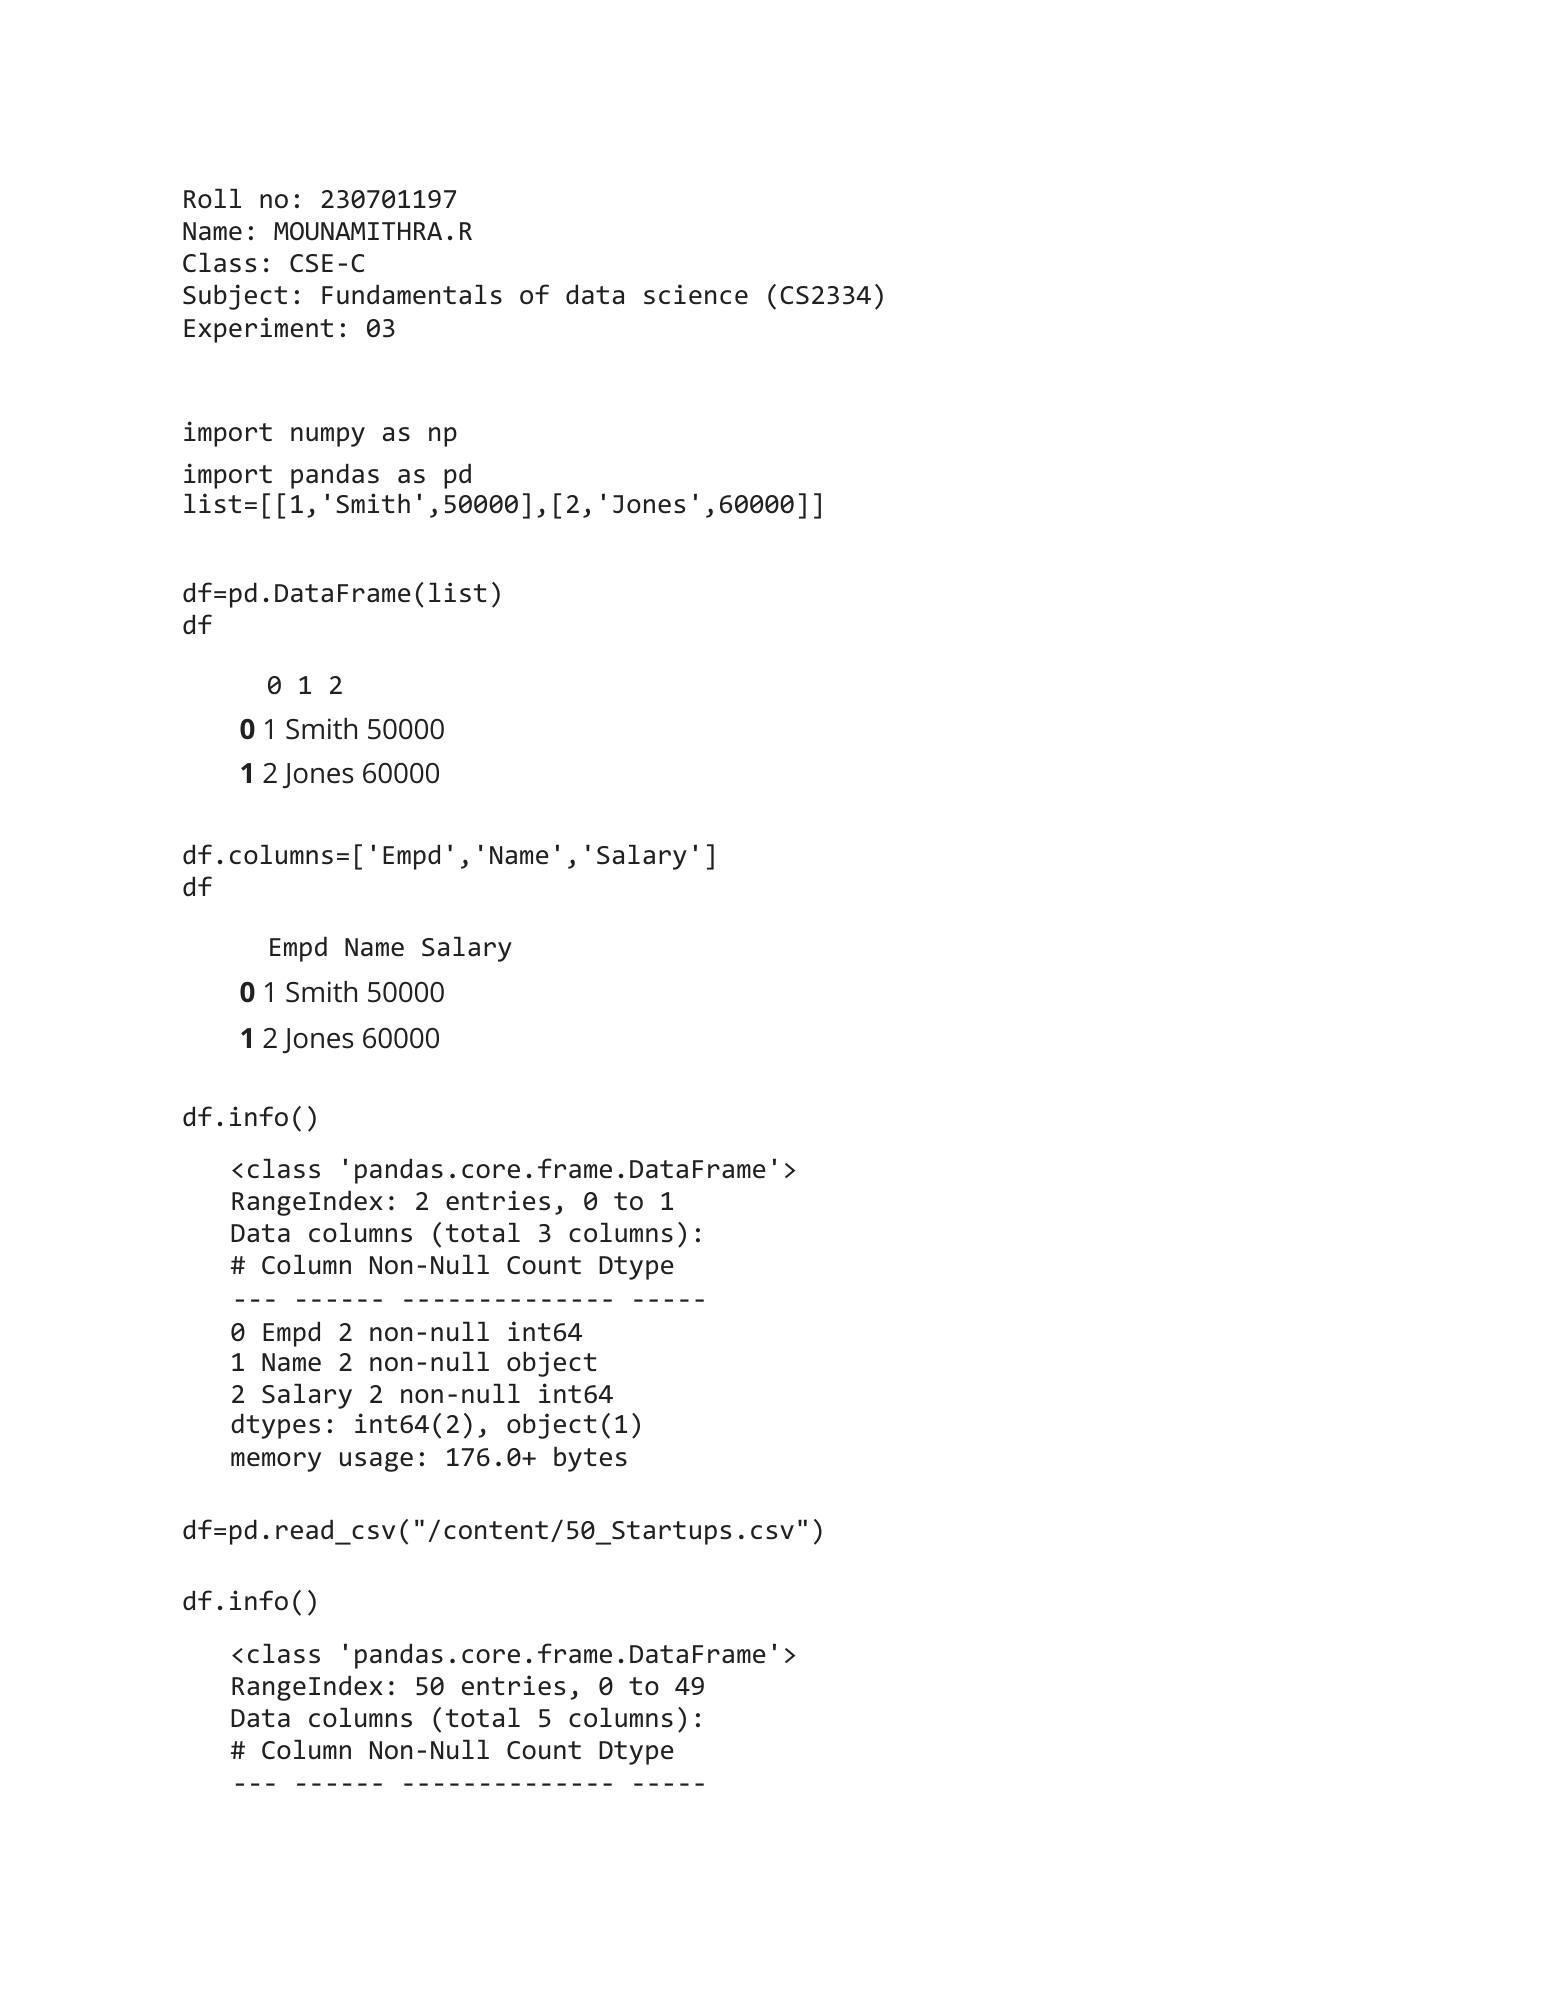 Roll no: 230701197
Name: MOUNAMITHRA.R
Class: CSE-C
Subject: Fundamentals of data science (CS2334)
Experiment: 03
import numpy as np
import pandas as pd
list=[[1,'Smith',50000],[2,'Jones',60000]]
df=pd.DataFrame(list)
df
0 1 2
0 1 Smith 50000
1 2 Jones 60000
df.columns=['Empd','Name','Salary']
df
Empd Name Salary
0 1 Smith 50000
1 2 Jones 60000
df.info()
<class 'pandas.core.frame.DataFrame'>
RangeIndex: 2 entries, 0 to 1
Data columns (total 3 columns):
# Column Non-Null Count Dtype
--- ------ -------------- -----
0 Empd 2 non-null int64
1 Name 2 non-null object
2 Salary 2 non-null int64
dtypes: int64(2), object(1)
memory usage: 176.0+ bytes
df=pd.read_csv("/content/50_Startups.csv")
df.info()
<class 'pandas.core.frame.DataFrame'>
RangeIndex: 50 entries, 0 to 49
Data columns (total 5 columns):
# Column Non-Null Count Dtype
--- ------ -------------- -----